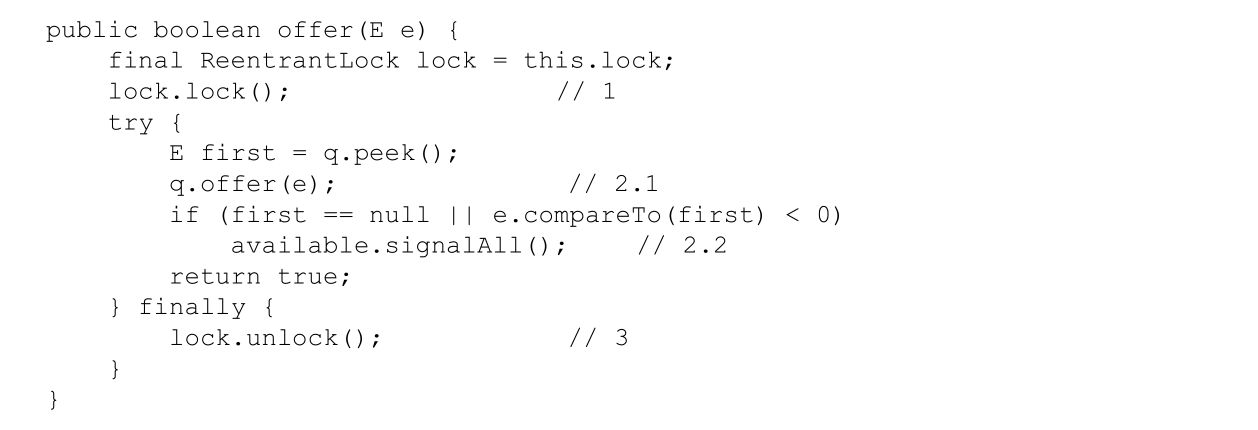 public boolean offer(E e) {
    final ReentrantLock lock = this.lock;
    lock.lock();                  // 1
    try {
        E first = q.peek();
        q.offer(e);               // 2.1
        if (first == null || e.compareTo(first) < 0)
            available.signalAll();     // 2.2
        return true;
    } finally {
        lock.unlock();            // 3
    }
}